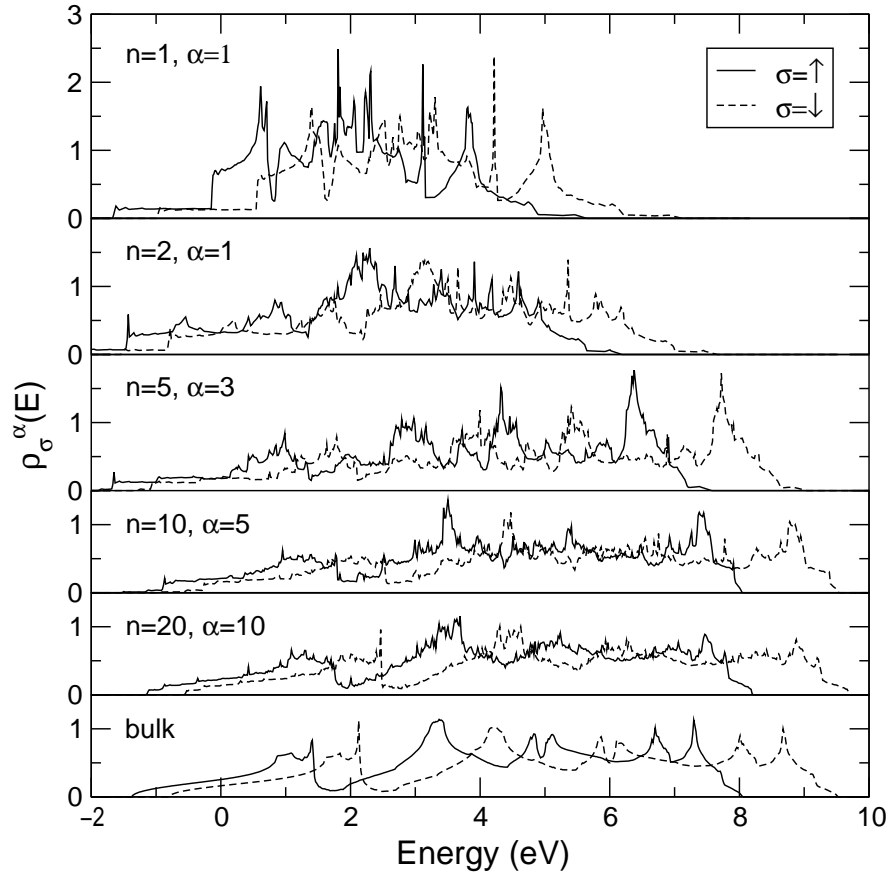 3
n=1, α=1
σ=↑
σ=↓
2
1
0
n=2, α=1
1
0
n=5, α=3
1
0
n=10, α=5
1
0
n=20, α=10
1
0
bulk
1
0
ρσα(E)
−2 0 2 4 6 8 10
Energy (eV)